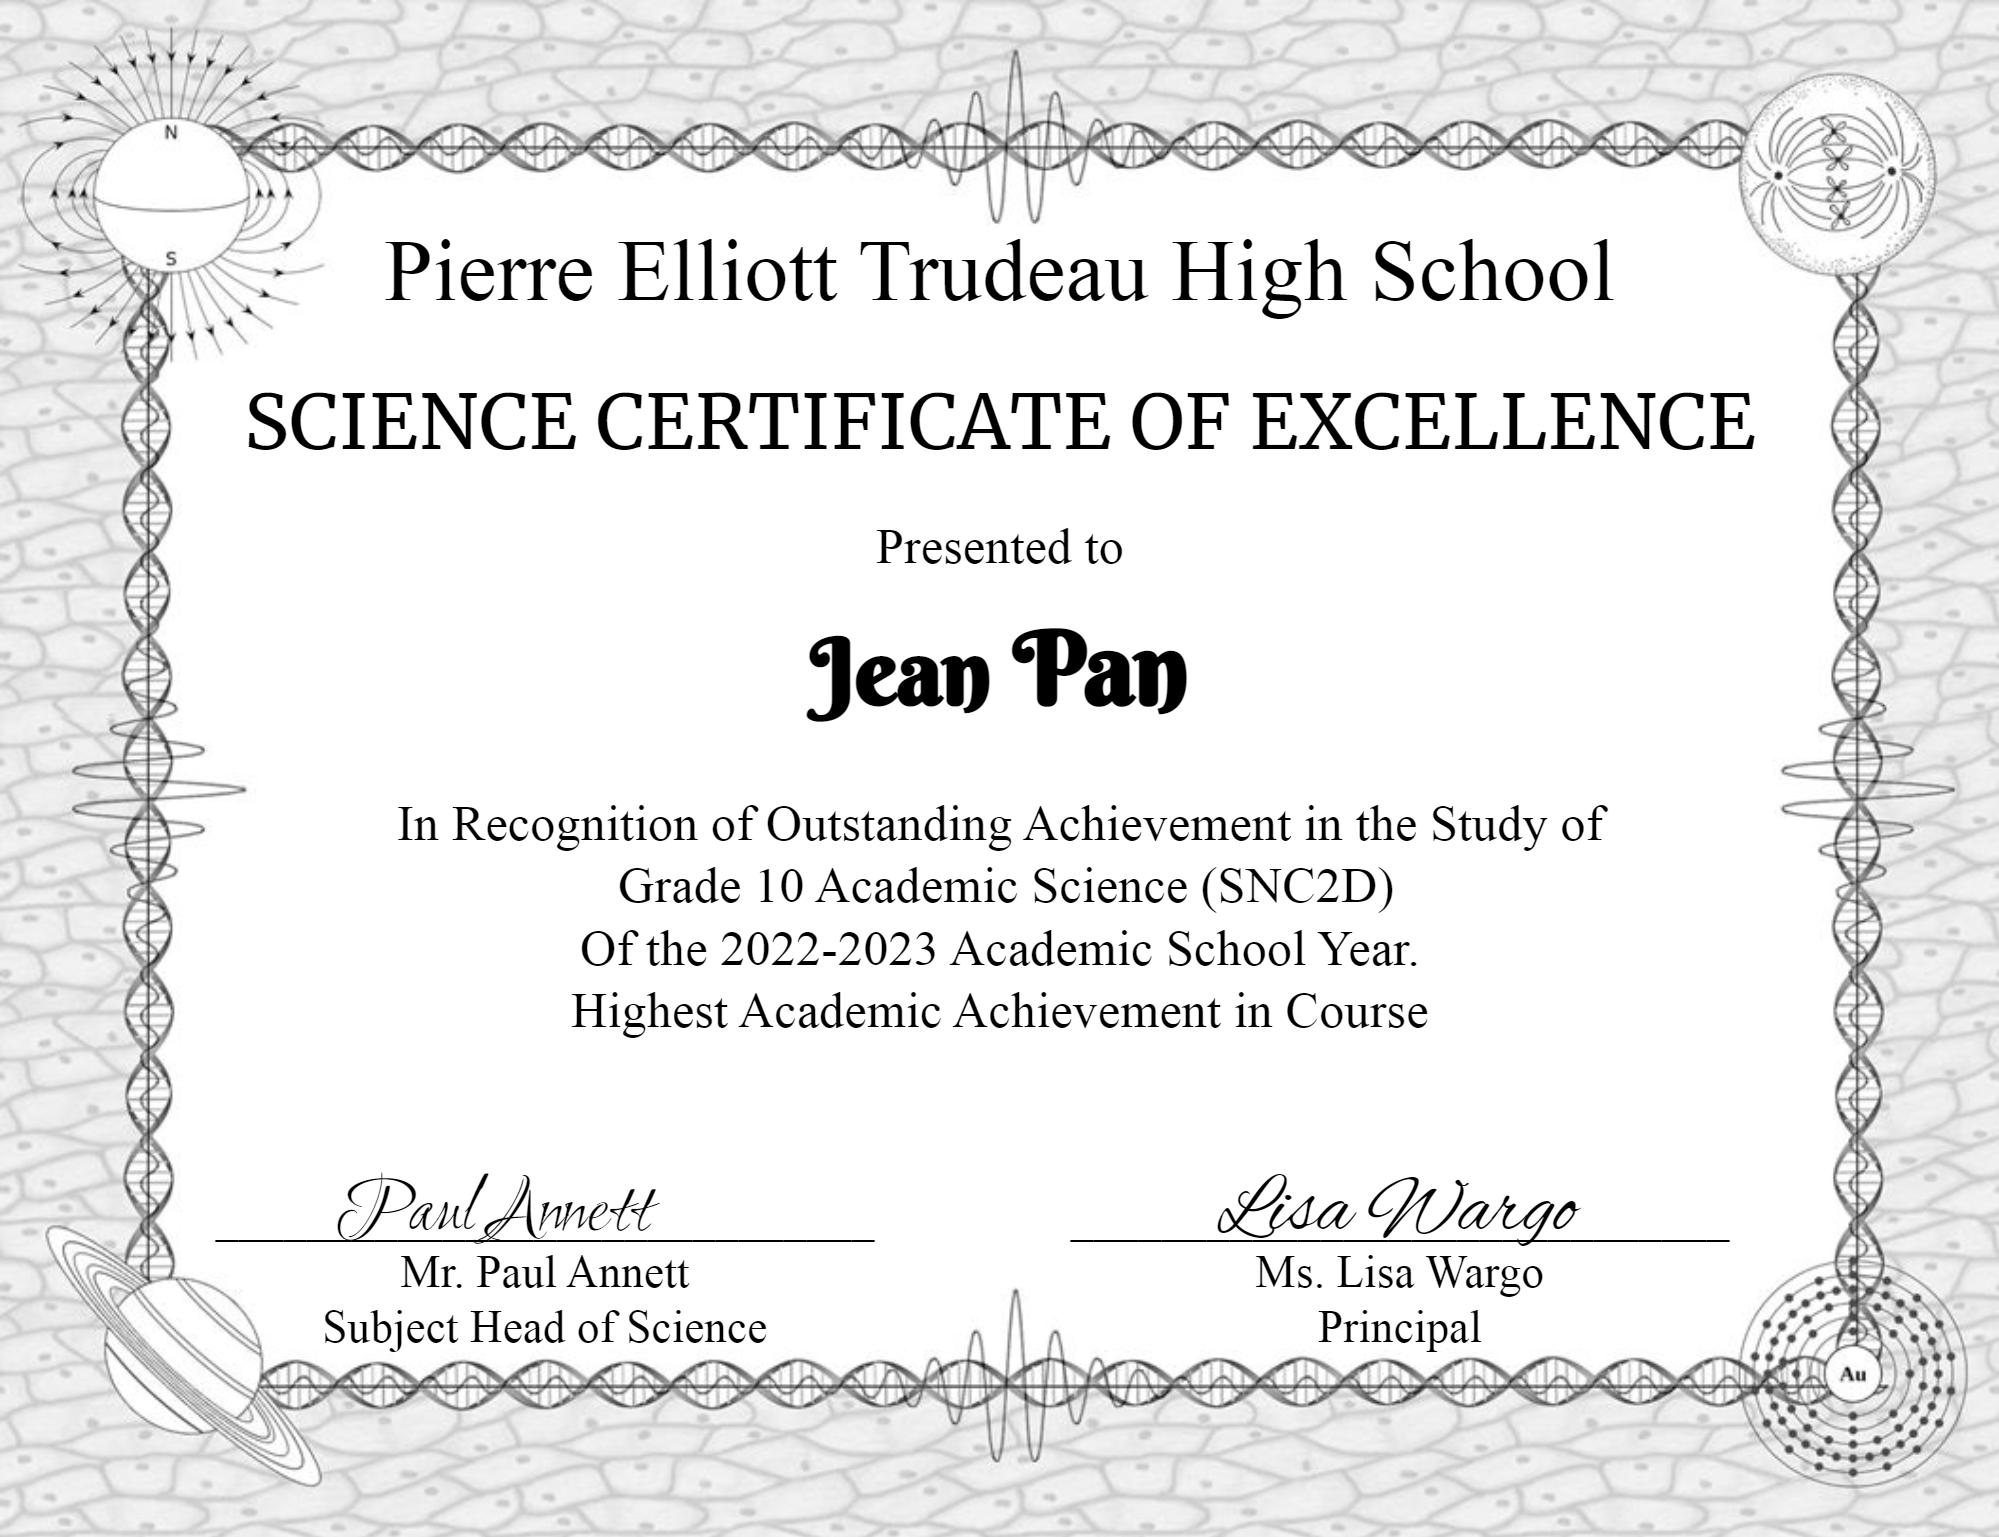 N
S
Pierre Elliott Trudeau High School
SCIENCE CERTIFICATE OF EXCELLENCE
Presented to
Jean Pan
In Recognition of Outstanding Achievement in the Study of
Grade 10 Academic Science (SNC2D)
Of the 2022-2023 Academic School Year.
Highest Academic Achievement in Course
Paul Annett
Mr. Paul Annett
Subject Head of Science
Lisa Wargo
Ms. Lisa Wargo
Principal
Au